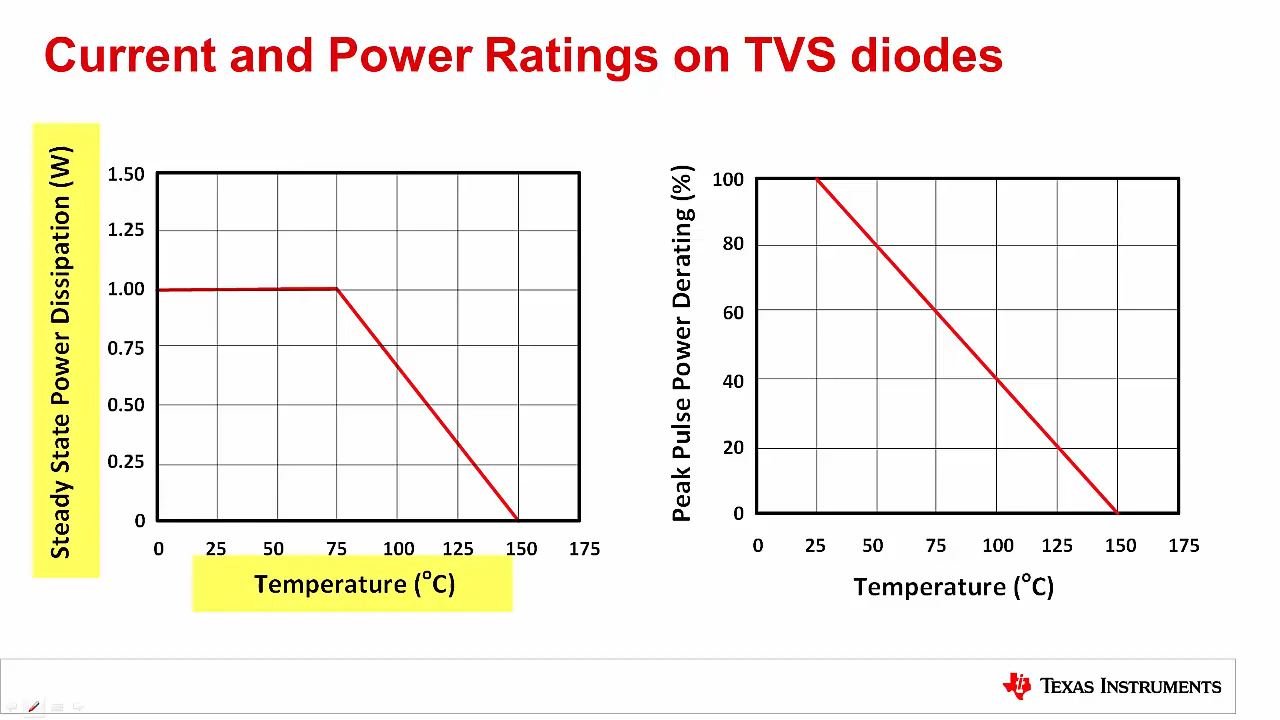 Current and Power Ratings on TVS diodes
Steady State Power Dissipation (W)
1.50
1.25
1.00
0.75
0.50
0.25
0
0 25 50 75 100 125 150 175
Temperature (°C)
Peak Pulse Power Derating (%)
100
80
60
40
20
0
0 25 50 75 100 125 150 175
Temperature (°C)
TEXAS INSTRUMENTS